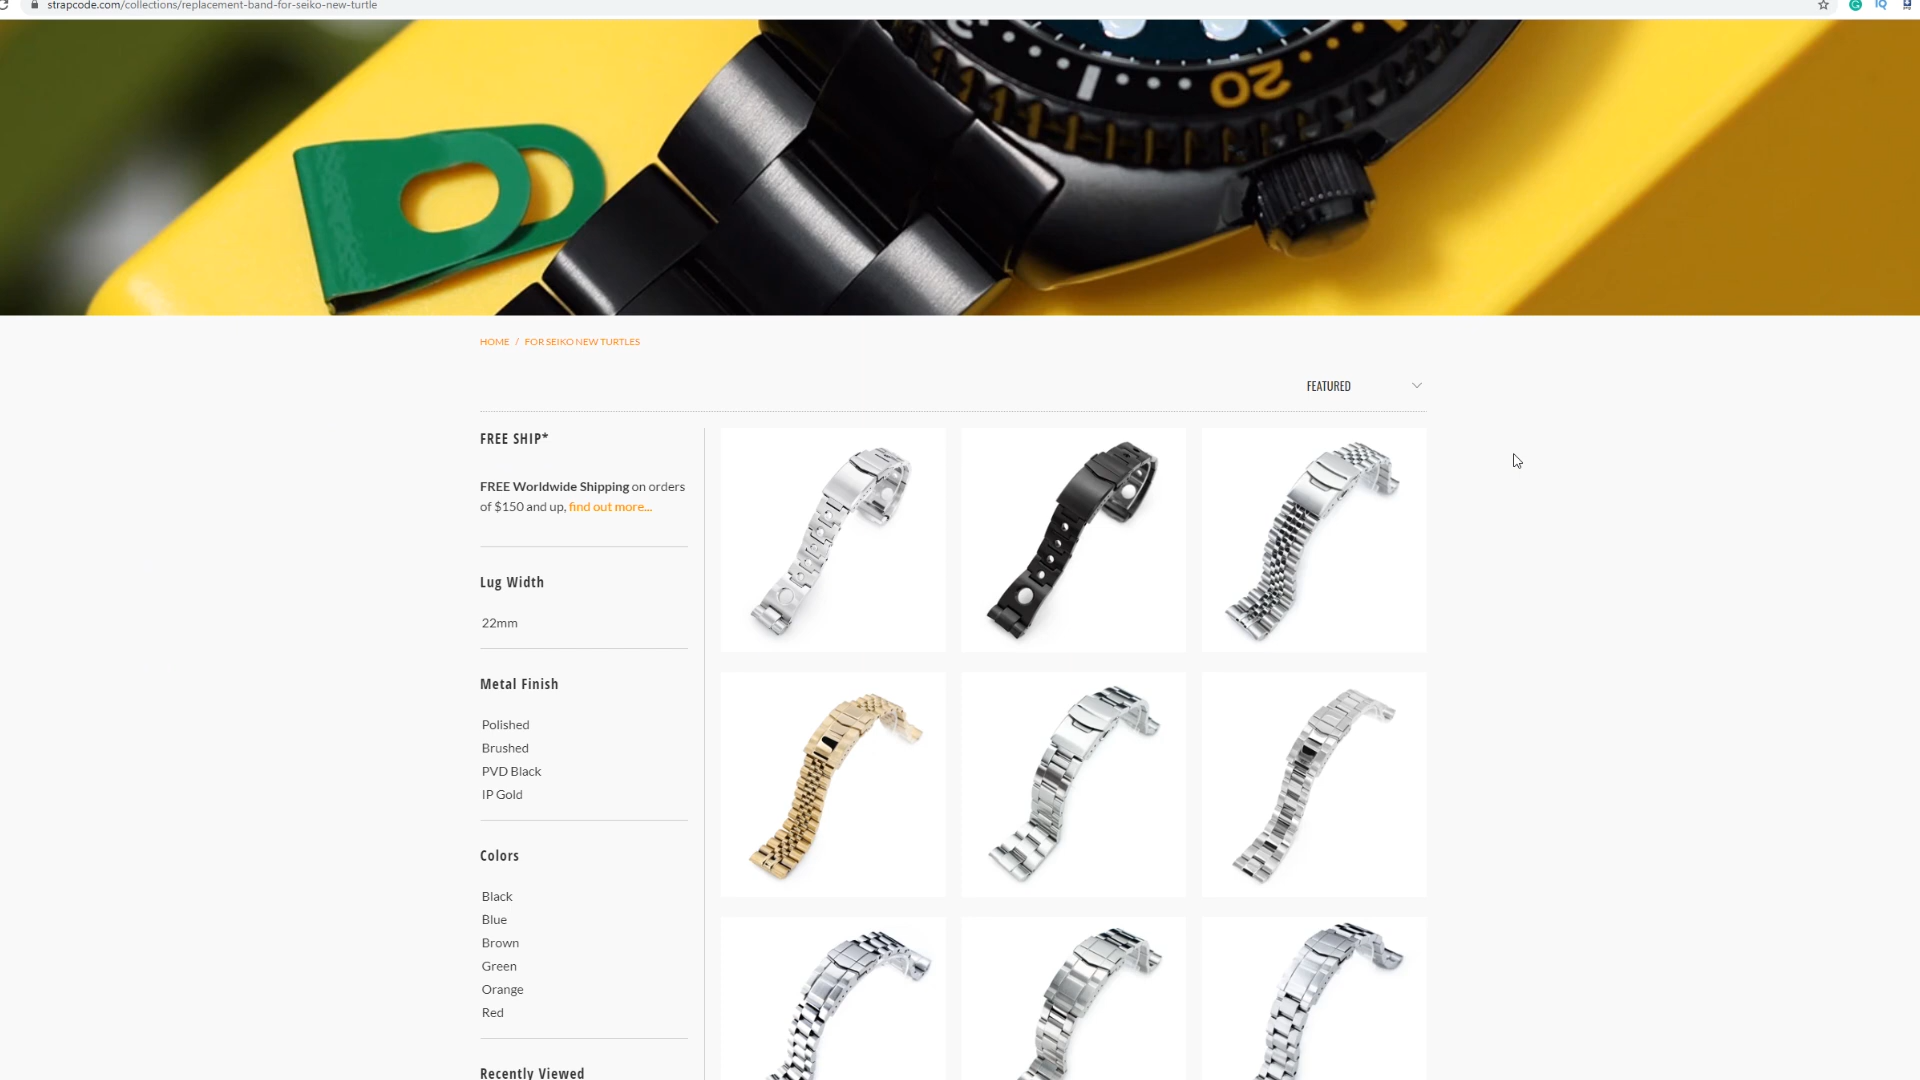 strapcode.com/collections/replacement-band-for-seiko-new-turtle
20
HOME / FOR SEIKO NEW TURTLES
FEATURED
FREE SHIP*
FREE Worldwide Shipping on orders
of $150 and up, find out more...
Lug Width
22mm
Metal Finish
Polished
Brushed
PVD Black
IP Gold
Colors
Black
Blue
Brown
Green
Orange
Red
Recently Viewed